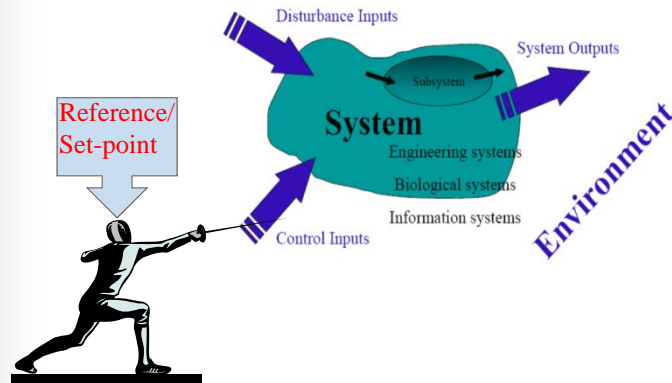 Disturbance Inputs
System Outputs
Subsystem
Reference/
Set-point
System
Engineering systems
Biological systems
Information systems
Environment
Control Inputs